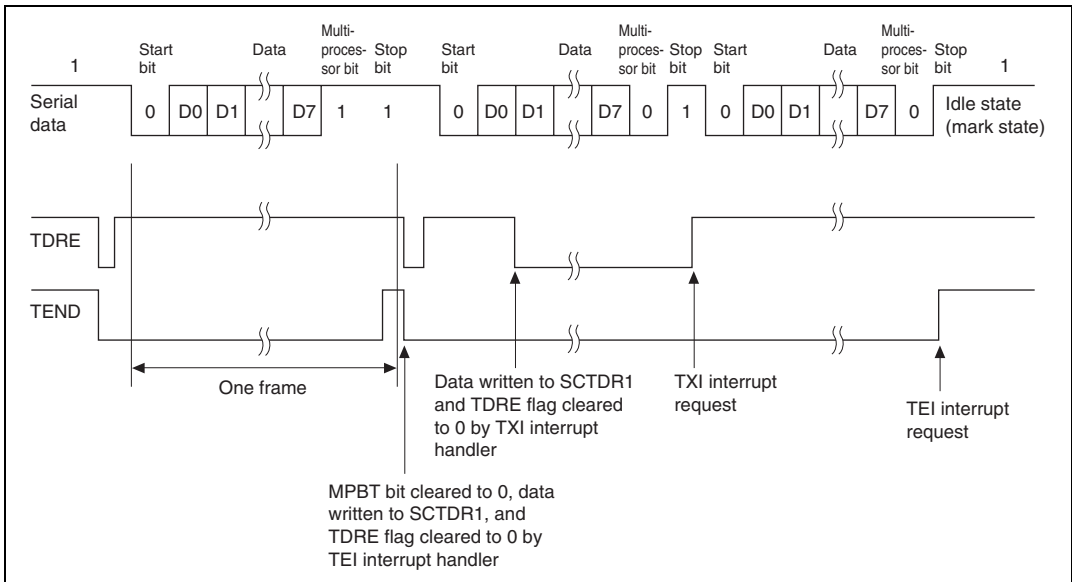 1
Start
bit
Data
Multi-
proces-
sor bit
Stop
bit
Start
bit
Data
Multi-
proces-
sor bit
Stop
bit
Start
bit
Data
Multi-
proces-
sor bit
Stop
bit
1
Serial
data
0 D0 D1 D7 1 1 0 D0 D1 D7 0 1 0 D0 D1 D7 0
Idle state
(mark state)
TDRE
TEND
One frame
Data written to SCTDR1
and TDRE flag cleared
to 0 by TXI interrupt
handler
TXI interrupt
request
TEI interrupt
request
MPBT bit cleared to 0, data
written to SCTDR1, and
TDRE flag cleared to 0 by
TEI interrupt handler